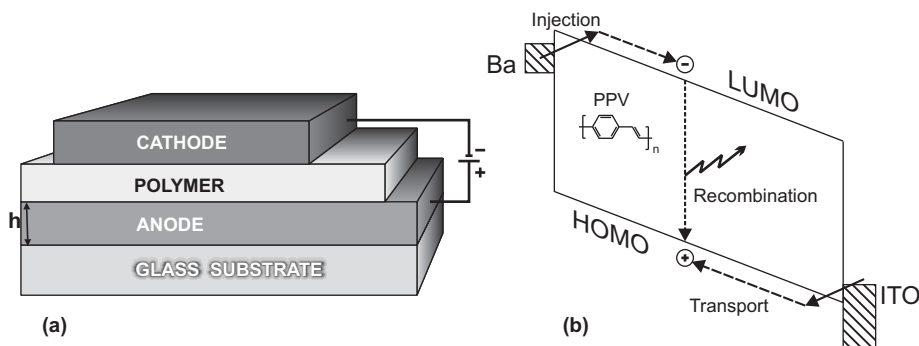 CATHODE
−
+
POLYMER
h
ANODE
GLASS SUBSTRATE
(a)
Injection
Ba
−
LUMO
PPV
n
Recombination
HOMO
+
ITO
Transport
(b)